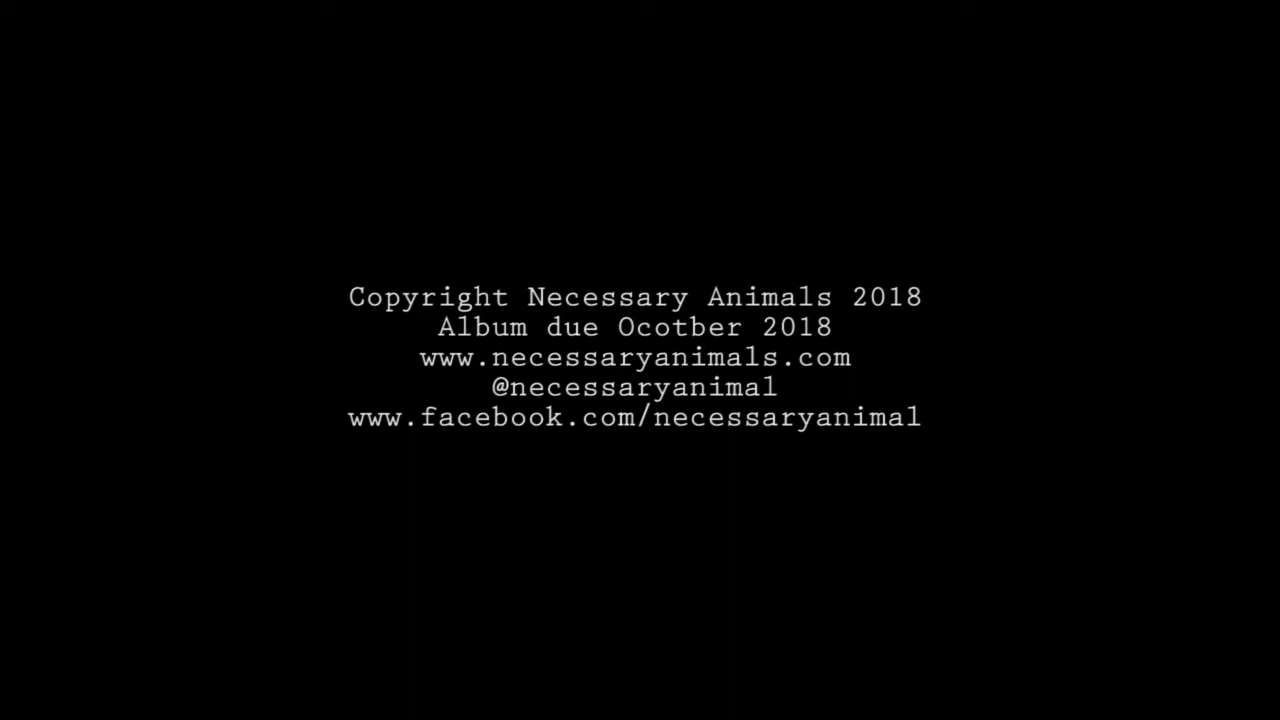 Copyright Necessary Animals 2018
Album due Ocotber 2018
www.necessaryanimals.com
@necessaryanimal
www.facebook.com/necessaryanimal